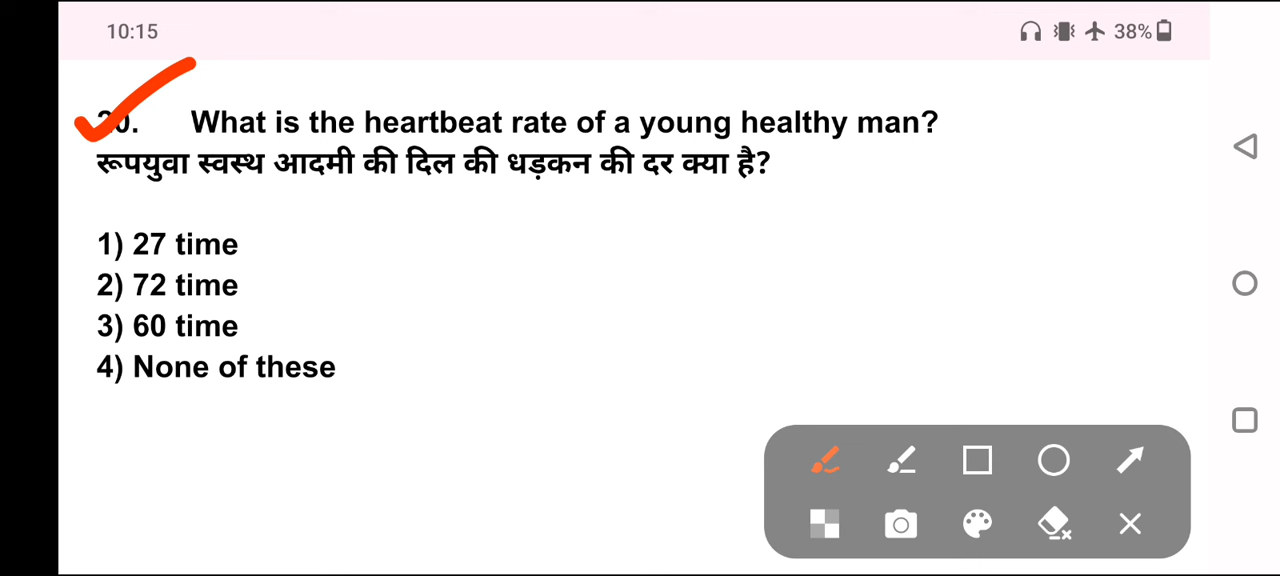 10:15
38%
20. What is the heartbeat rate of a young healthy man?
रूपयुवा स्वस्थ आदमी की दिल की धड़कन की दर क्या है?
1) 27 time
2) 72 time
3) 60 time
4) None of these